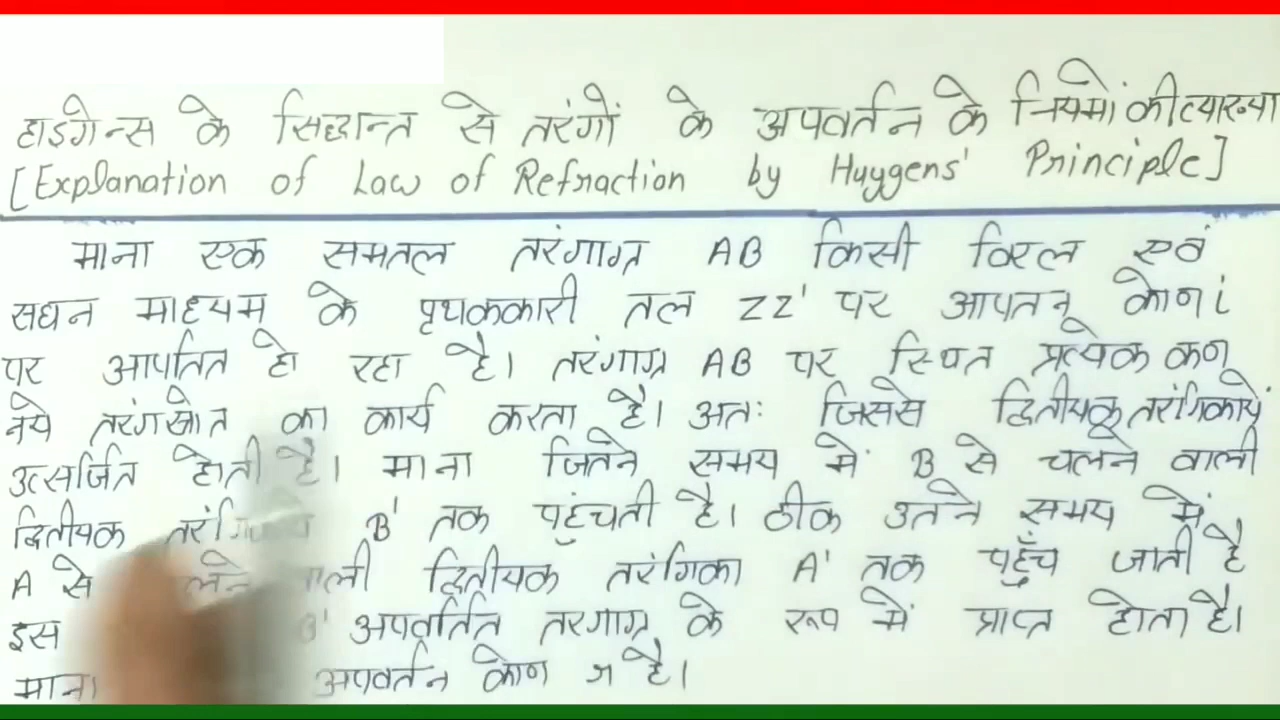 हाइगेन्स के सिद्धान्त से तरंगों के अपवर्तन के नियमों की व्याख्या
[Explanation of Law of Refraction by Huygens' Principle]
माना एक समतल तरंगाग्र AB किसी विरल एवं
सघन माध्यम के पृथककारी तल ZZ' पर आपतन कोण i
पर आपतित हो रहा है। तरंगाग्र AB पर स्थित प्रत्येक कण
नये तरंगस्रोत का कार्य करता है। अतः जिससे द्वितीयक तरंगिकायें
उत्सर्जित होती है। माना जितने समय में B से चलने वाली
द्वितीयक B' तक पहुंचती है। ठीक उतने समय में
A से वाली द्वितीयक तरंगिका A' तक पहुँच जाती है
इस B' अपवर्तित तरगाग्र के रूप में प्राप्त होता है।
माना अपवर्तन कोण r है।